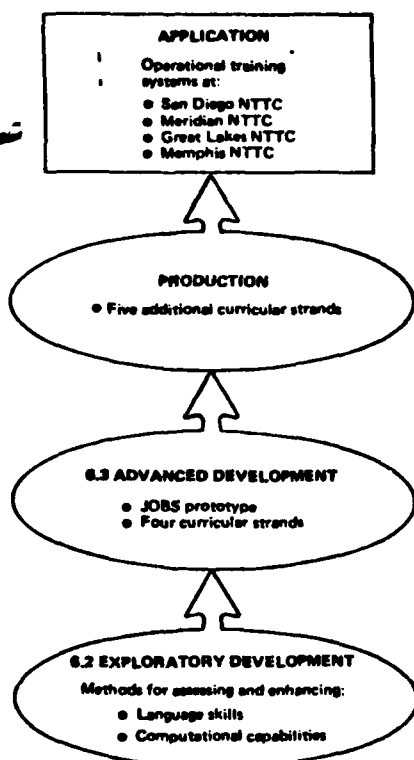 APPLICATION
Operational training
systems at:
● San Diego NTTC
● Meridian NTTC
● Great Lakes NTTC
● Memphis NTTC
PRODUCTION
● Five additional curricular strands
6.3 ADVANCED DEVELOPMENT
● JOBS prototype
● Four curricular strands
6.2 EXPLORATORY DEVELOPMENT
Methods for assessing and enhancing:
● Language skills
● Computational capabilities